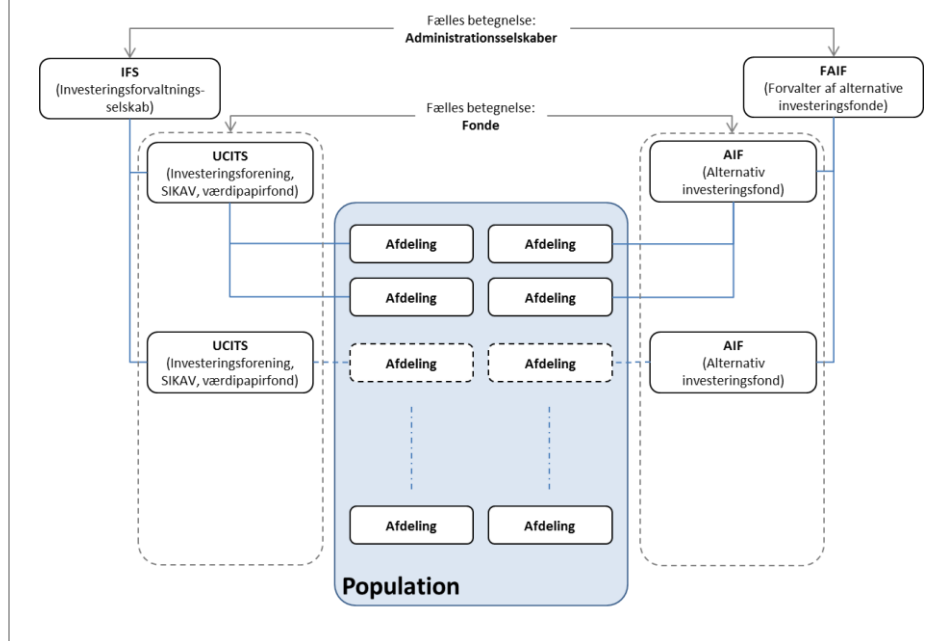 Fælles betegnelse:
Administrationsselskaber
IFS
(Investeringsforvaltnings-
selskab)
FAIF
(Forvalter af alternative
investeringsfonde)
Fælles betegnelse:
Fonde
UCITS
(Investeringsforening,
SIKAV, værdipapirfond)
AIF
(Alternativ
investeringsfond)
Afdeling
Afdeling
Afdeling
Afdeling
UCITS
(Investeringsforening,
SIKAV, værdipapirfond)
Afdeling
Afdeling
AIF
(Alternativ
investeringsfond)
Afdeling
Afdeling
Population